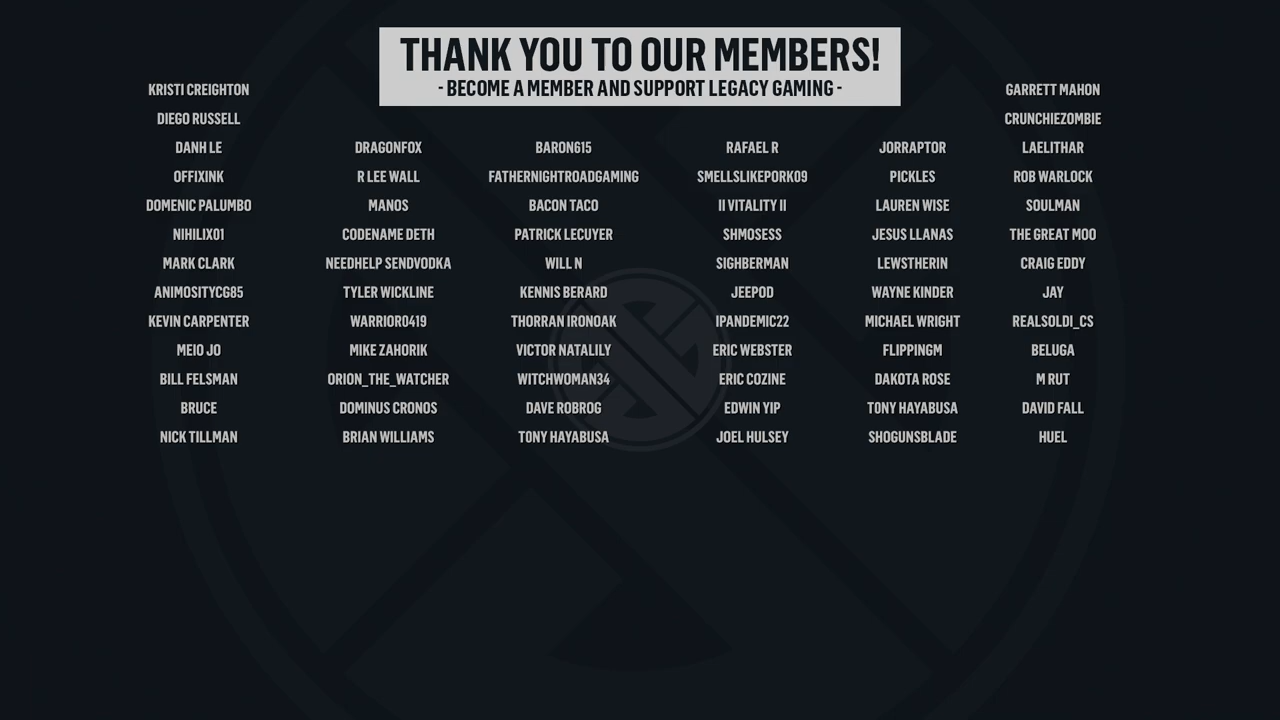 THANK YOU TO OUR MEMBERS!
- BECOME A MEMBER AND SUPPORT LEGACY GAMING -
KRISTI CREIGHTON
DIEGO RUSSELL
DANH LE
OFFIXINK
DOMENIC PALUMBO
NIHILIX01
MARK CLARK
ANIMOSITYCG85
KEVIN CARPENTER
MEIO JO
BILL FELSMAN
BRUCE
NICK TILLMAN
DRAGONFOX
R LEE WALL
MANOS
CODENAME DETH
NEEDHELP SENDVODKA
TYLER WICKLINE
WARRIOR0419
MIKE ZAHORIK
ORION_THE_WATCHER
DOMINUS CRONOS
BRIAN WILLIAMS
BARON615
FATHERNIGHTROADGAMING
BACON TACO
PATRICK LECUYER
WILL N
KENNIS BERARD
THORRAN IRONOAK
VICTOR NATALILY
WITCHWOMAN34
DAVE ROBROG
TONY HAYABUSA
RAFAEL R
SMELLSLIKEPORK09
II VITALITY II
SHMOSESS
SIGHBERMAN
JEEPOD
IPANDEMIC22
ERIC WEBSTER
ERIC COZINE
EDWIN YIP
JOEL HULSEY
JORRAPTOR
PICKLES
LAUREN WISE
JESUS LLANAS
LEWSTHERIN
WAYNE KINDER
MICHAEL WRIGHT
FLIPPINGM
DAKOTA ROSE
TONY HAYABUSA
SHOGUNSBLADE
GARRETT MAHON
CRUNCHIEZOMBIE
LAELITHAR
ROB WARLOCK
SOULMAN
THE GREAT MOO
CRAIG EDDY
JAY
REALSOLDI_CS
BELUGA
M RUT
DAVID FALL
HUEL